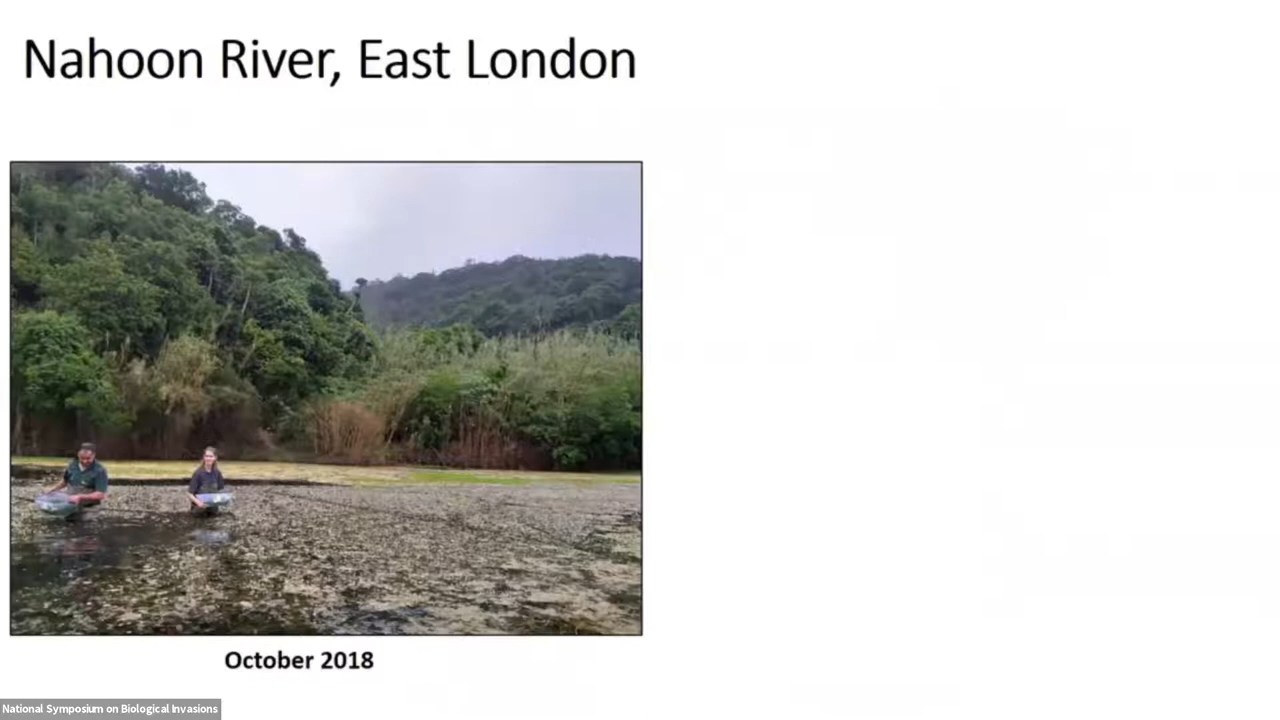 Nahoon River, East London
October 2018
National Symposium on Biological Invasions